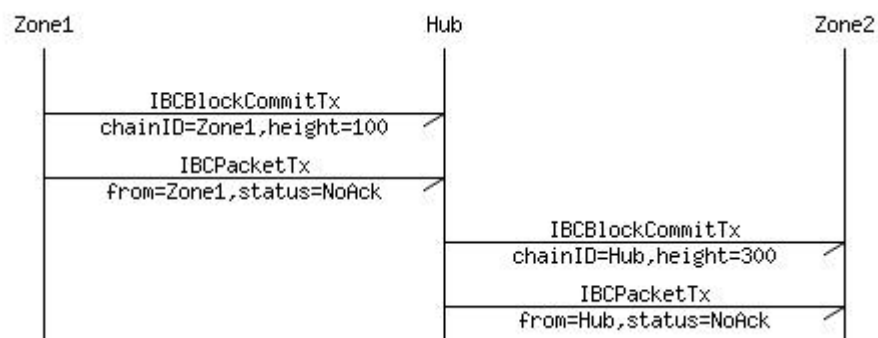 Zone1 Hub Zone2
IBCBlockCommitTx
chainID=Zone1,height=100
IBCPacketTx
from=Zone1,status=NoAck
IBCBlockCommitTx
chainID=Hub,height=300
IBCPacketTx
from=Hub,status=NoAck